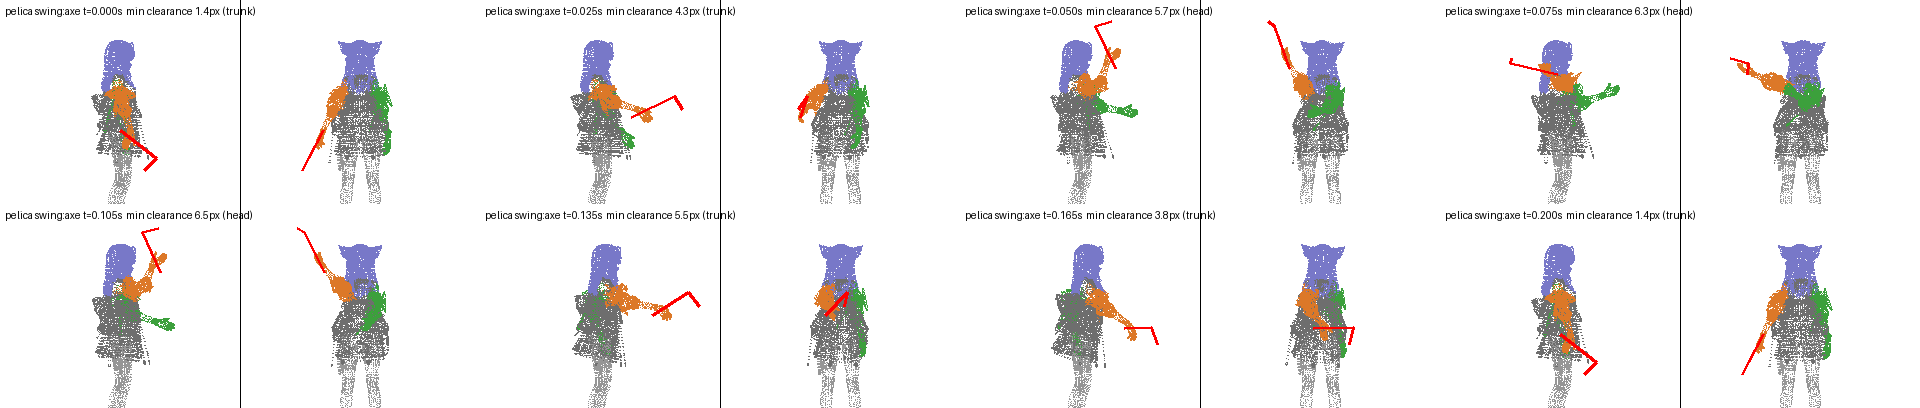 pelica swing:axe t=0.000s min clearance 1.4px (trunk)
pelica swing:axe t=0.025s min clearance 4.3px (trunk)
pelica swing:axe t=0.050s min clearance 5.7px (head)
pelica swing:axe t=0.075s min clearance 6.3px (head)
pelica swing:axe t=0.105s min clearance 6.5px (head)
pelica swing:axe t=0.135s min clearance 5.5px (trunk)
pelica swing:axe t=0.165s min clearance 3.8px (trunk)
pelica swing:axe t=0.200s min clearance 1.4px (trunk)